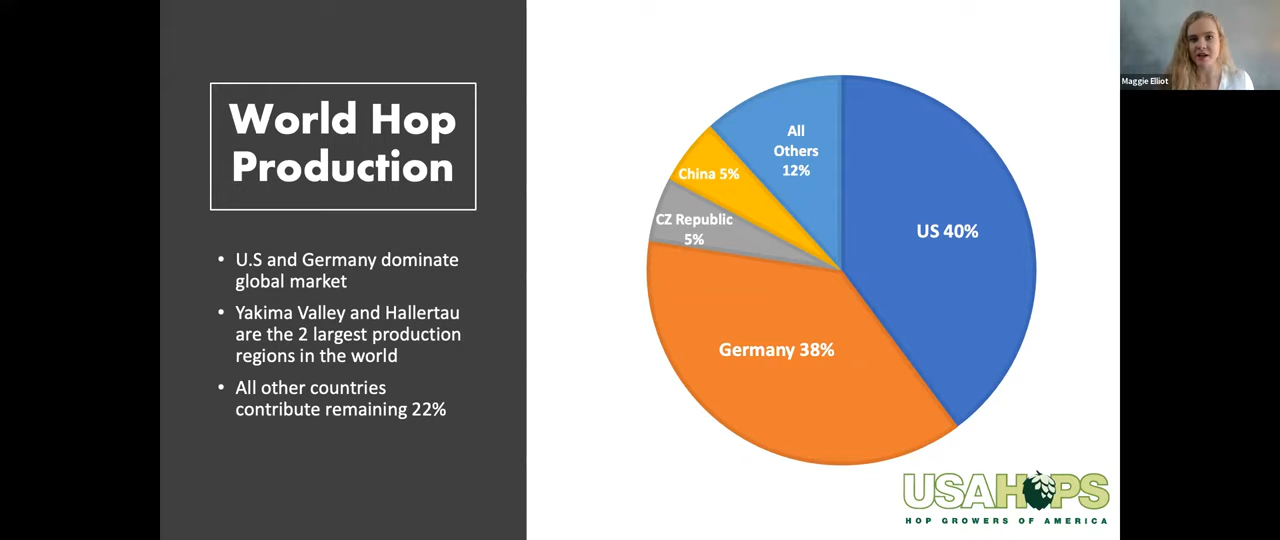 World Hop
Production
• U.S and Germany dominate
global market
• Yakima Valley and Hallertau
are the 2 largest production
regions in the world
• All other countries
contribute remaining 22%
All
Others
12%
China 5%
CZ Republic
5%
US 40%
Germany 38%
USAHOPS
HOP GROWERS OF AMERICA
Maggie Elliot